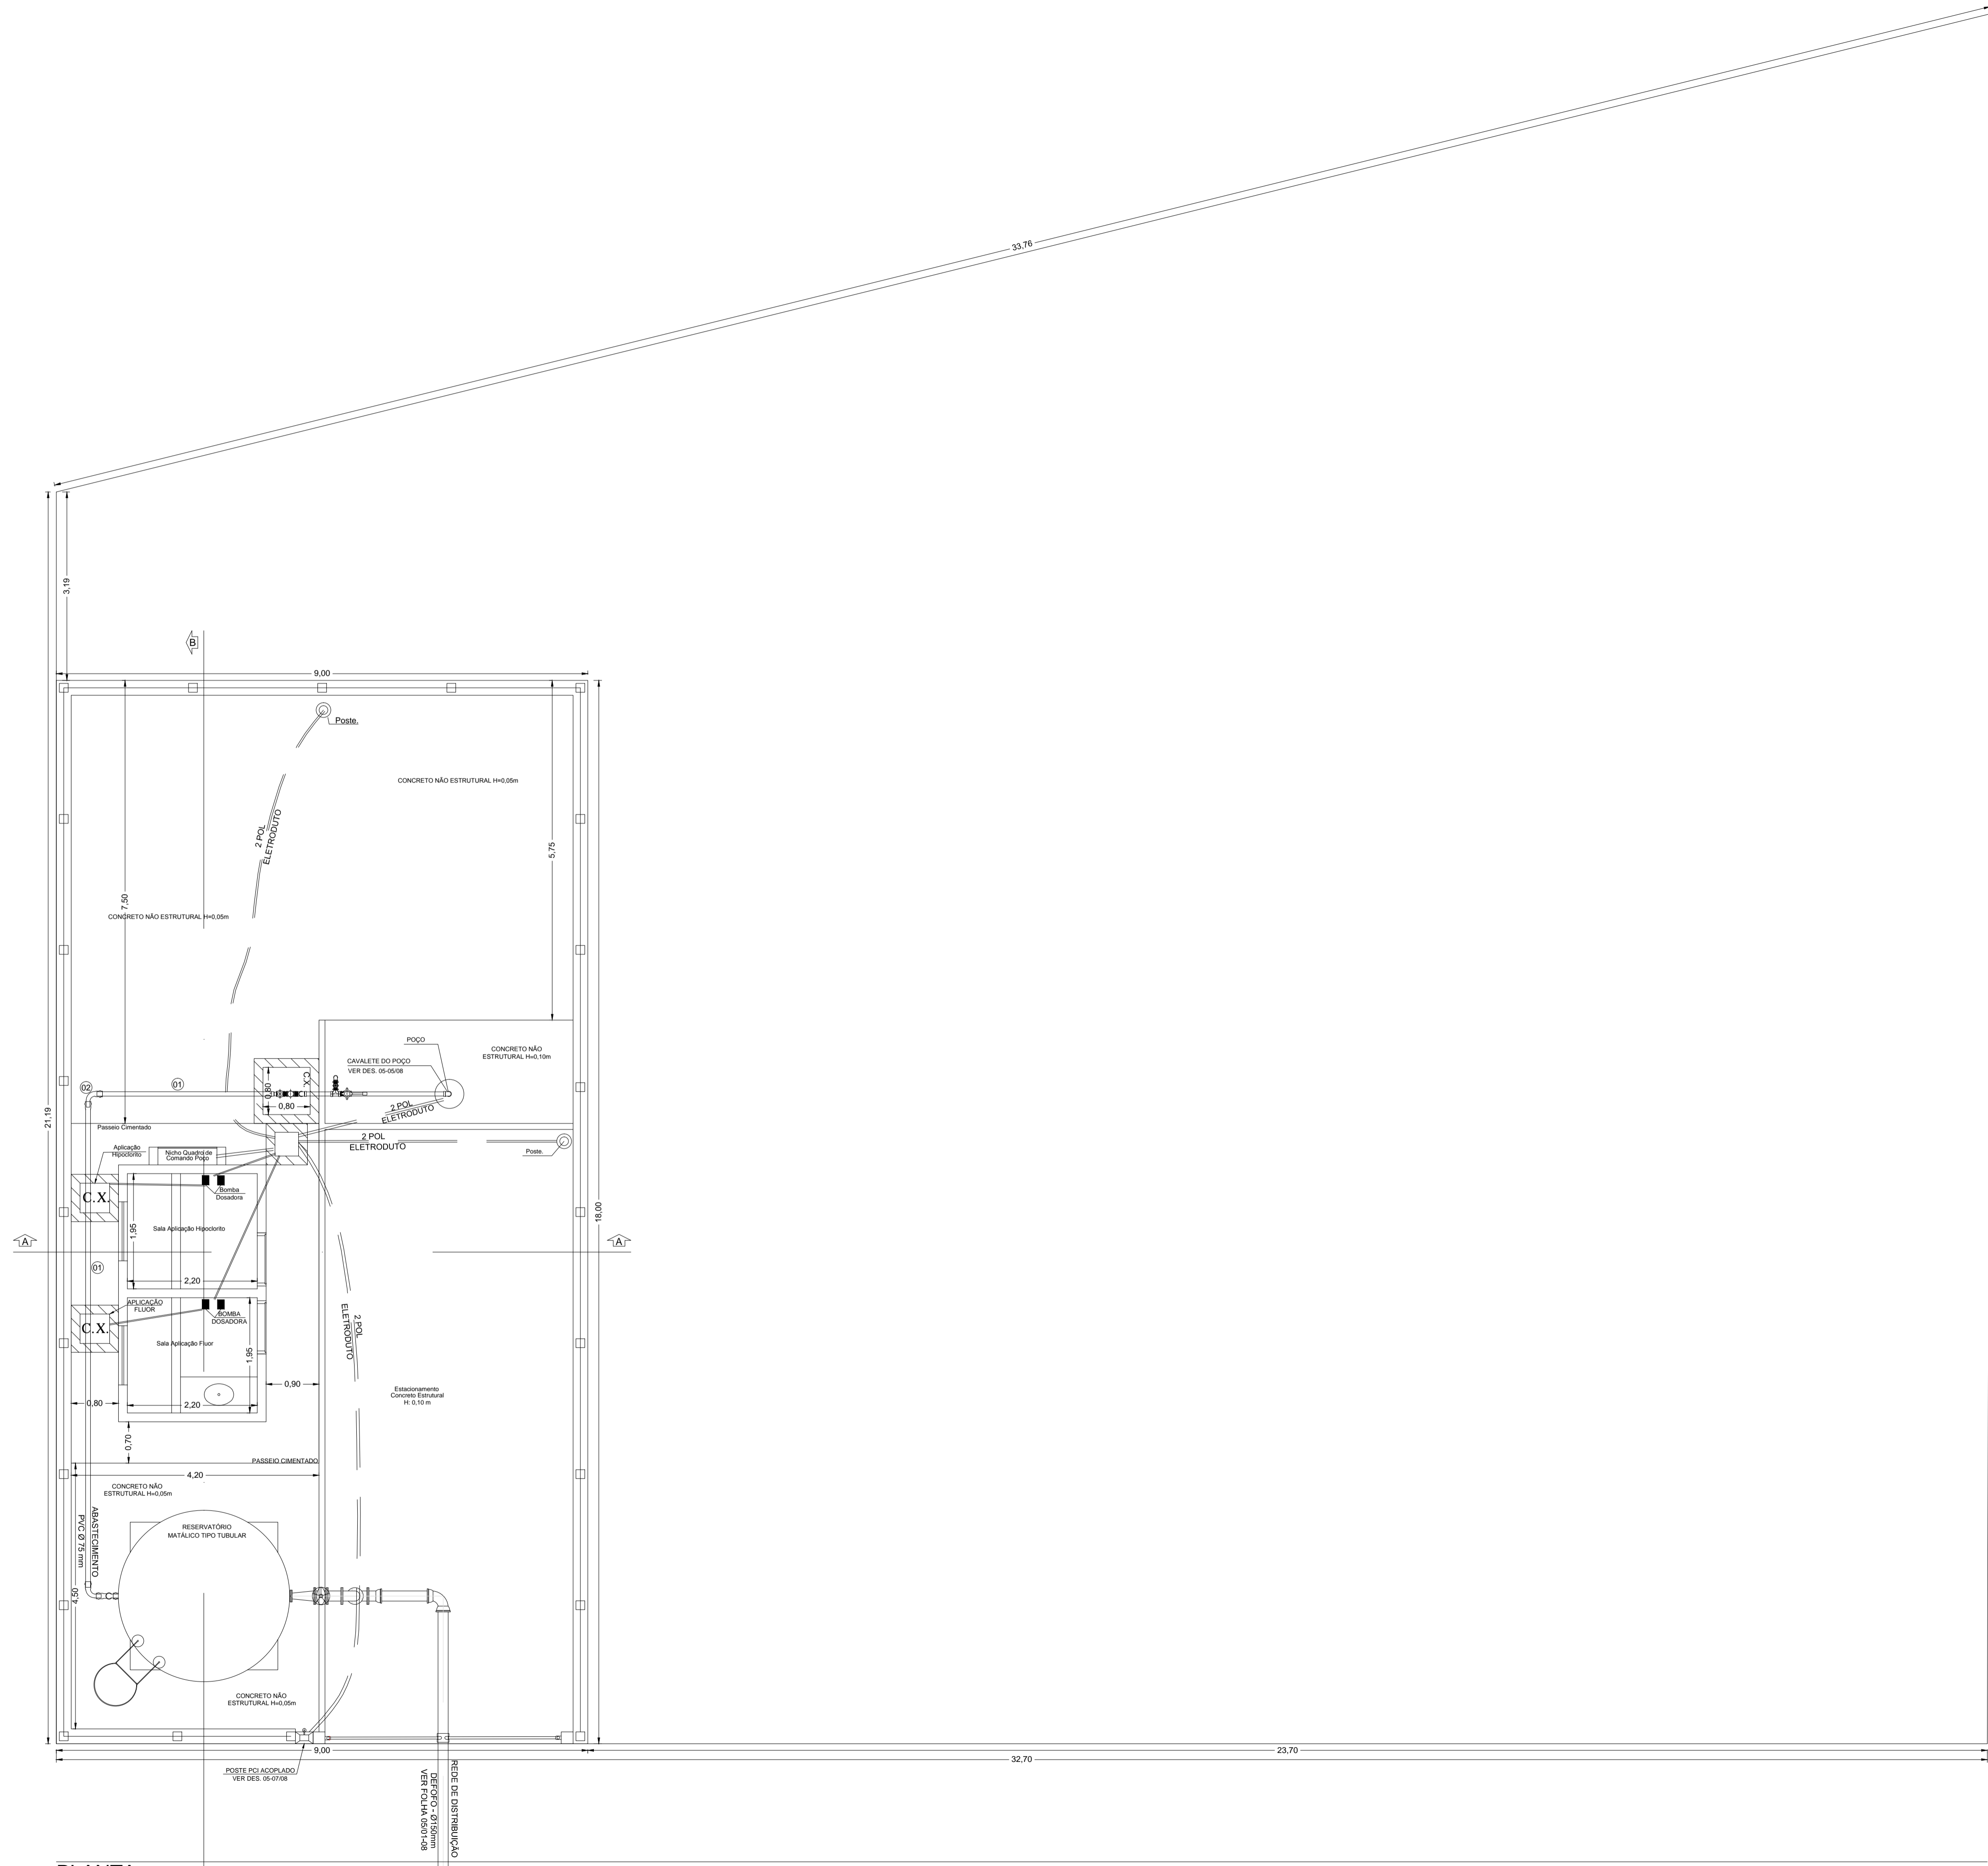 33,76
3,19
B
9,00
Poste.
CONCRETO NÃO ESTRUTURAL H=0,05m
2 POL
ELETRODUTO
5,75
7,50
CONCRETO NÃO ESTRUTURAL H=0,05m
POÇO
CONCRETO NÃO
ESTRUTURAL H=0,10m
CAVALETE DO POÇO
VER DES. 05-05/08
C.X.
0,80
0,80
02
01
2 POL
ELETRODUTO
21,19
Passeio Cimentado
2 POL
ELETRODUTO
Poste.
Aplicação
Hipoclorito
Nicho Quadro de
Comando Poço
C.X.
Bomba
Dosadora
18,00
Sala Aplicação Hipoclorito
1,95
A
A
01
2,20
APLICAÇÃO
FLUOR
BOMBA
DOSADORA
C.X.
2 POL
ELETRODUTO
Sala Aplicação Fluor
1,95
0,90
Estacionamento
Concreto Estrutural
H: 0,10 m
0,80
2,20
0,70
PASSEIO CIMENTADO
4,20
CONCRETO NÃO
ESTRUTURAL H=0,05m
ABASTECIMENTO
PVC Ø 75 mm
RESERVATÓRIO
MATÁLICO TIPO TUBULAR
4,50
CONCRETO NÃO
ESTRUTURAL H=0,05m
9,00
23,70
32,70
POSTE PCI ACOPLADO
VER DES. 05-07/08
REDE DE DISTRIBUIÇÃO
DEFOFO - Ø150mm
VER FOLHA 05/01-08